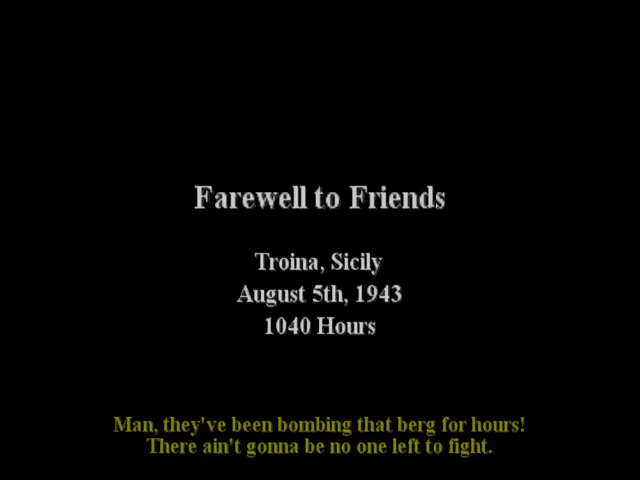 Farewell to Friends
Troina, Sicily
August 5th, 1943
1040 Hours
Man, they've been bombing that berg for hours!
There ain't gonna be no one left to fight.